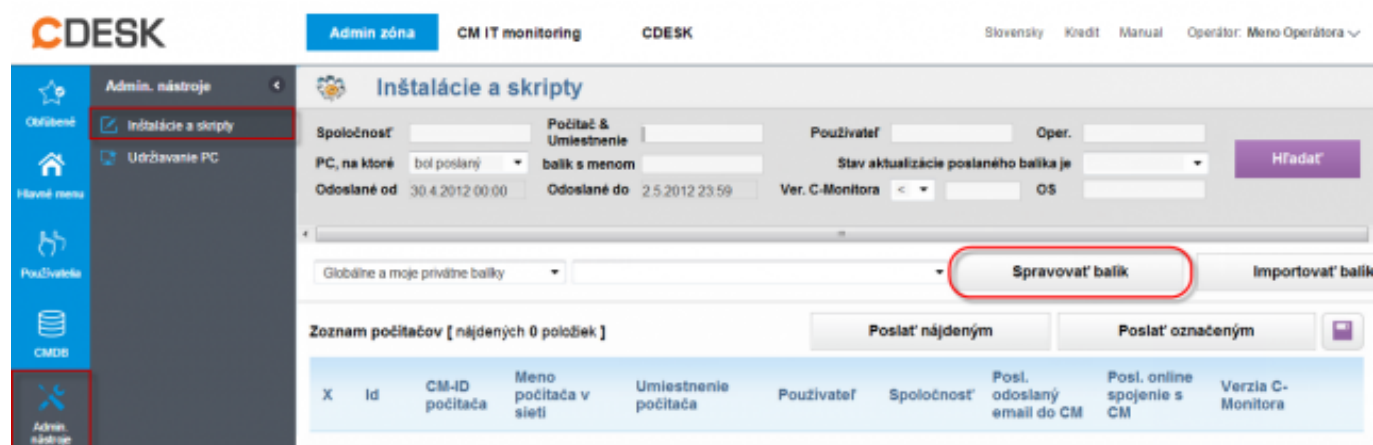 CDESK
Admin zóna CM IT monitoring CDESK Slovensky Kredit Manual Operátor: Meno Operátora
Obľúbené
Hlavné menu
Používatelia
CMDB
Admin. nástroje
Admin. nástroje
Inštalácie a skripty
Udržiavanie PC
Inštalácie a skripty
Spoločnosť Počítač & Umiestnenie Používateľ Oper.
PC, na ktoré bol poslaný balík s menom Stav aktualizácie poslaného balíka je Hľadať
Odoslané od 30.4.2012 00:00 Odoslané do 2.5.2012 23:59 Ver. C-Monitora < OS
Globálne a moje privátne balíky Spravovať balík Importovať balík
Zoznam počítačov [ nájdených 0 položiek ] Poslať nájdeným Poslať označeným
X Id CM-ID počítača Meno počítača v sieti Umiestnenie počítača Používateľ Spoločnosť Posl. odoslaný email do CM Posl. online spojenie s CM Verzia C-Monitora